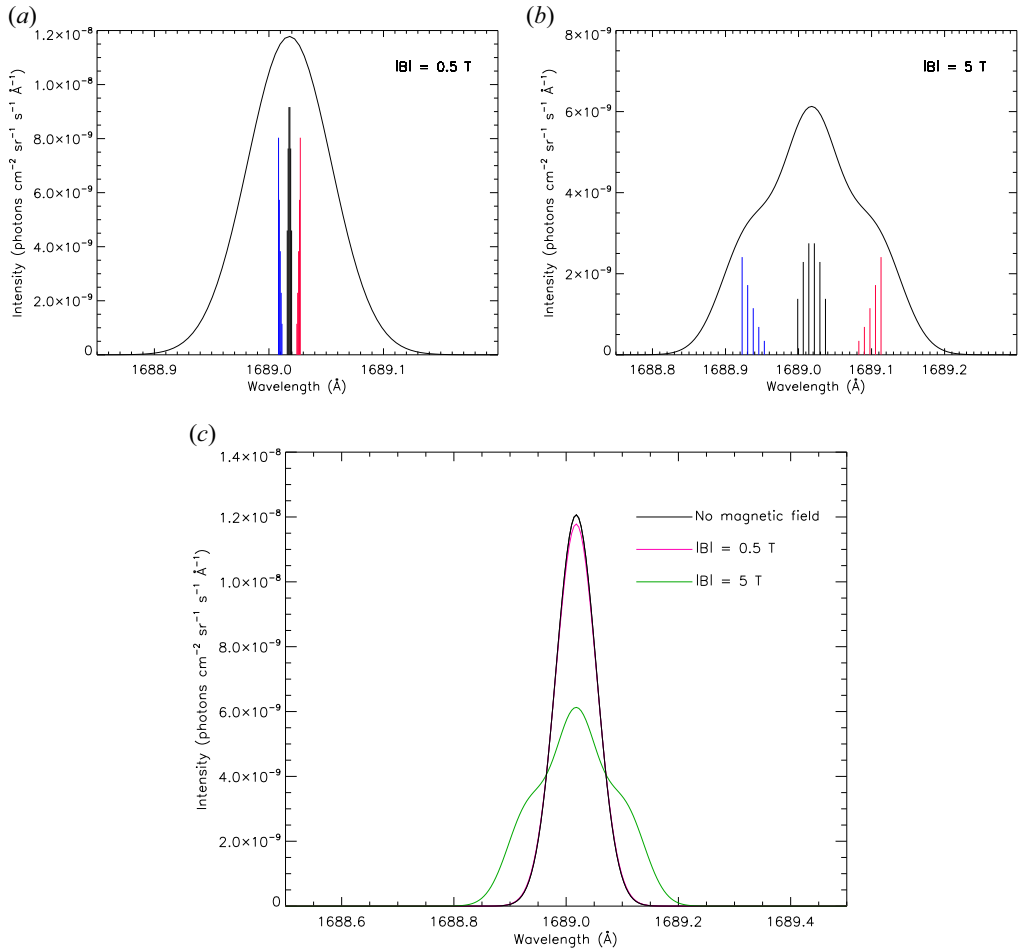 (a)
|B| = 0.5 T
1.2×10⁻⁸
1.0×10⁻⁸
8.0×10⁻⁹
6.0×10⁻⁹
4.0×10⁻⁹
2.0×10⁻⁹
0
Intensity (photons cm⁻² sr⁻¹ s⁻¹ Å⁻¹)
1688.9 1689.0 1689.1
Wavelength (Å)
(b)
|B| = 5 T
8×10⁻⁹
6×10⁻⁹
4×10⁻⁹
2×10⁻⁹
0
Intensity (photons cm⁻² sr⁻¹ s⁻¹ Å⁻¹)
1688.8 1688.9 1689.0 1689.1 1689.2
Wavelength (Å)
(c)
1.4×10⁻⁸
1.2×10⁻⁸
1.0×10⁻⁸
8.0×10⁻⁹
6.0×10⁻⁹
4.0×10⁻⁹
2.0×10⁻⁹
0
Intensity (photons cm⁻² sr⁻¹ s⁻¹ Å⁻¹)
No magnetic field
|B| = 0.5 T
|B| = 5 T
1688.6 1688.8 1689.0 1689.2 1689.4
Wavelength (Å)